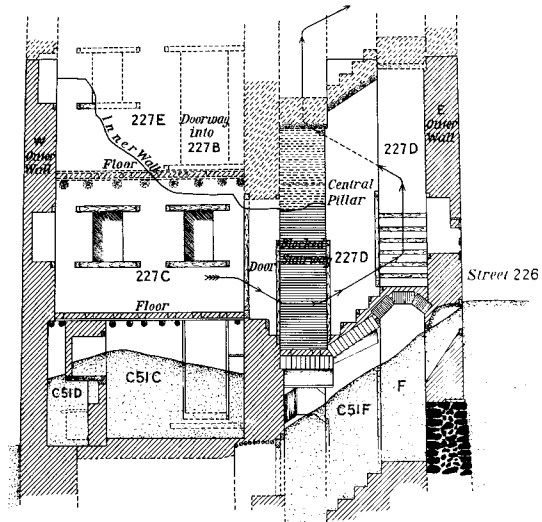 227E
Doorway
into
227B
Inner Wall
Floor
W
Outer
Wall
E
Outer
Wall
227D
Central
Pillar
Blocked
Stairway
227D
Door
227C
Street 226
Floor
C51C
C51D
C51F
F